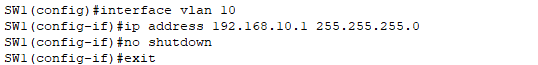 SW1(config)#interface vlan 10
SW1(config-if)#ip address 192.168.10.1 255.255.255.0
SW1(config-if)#no shutdown
SW1(config-if)#exit